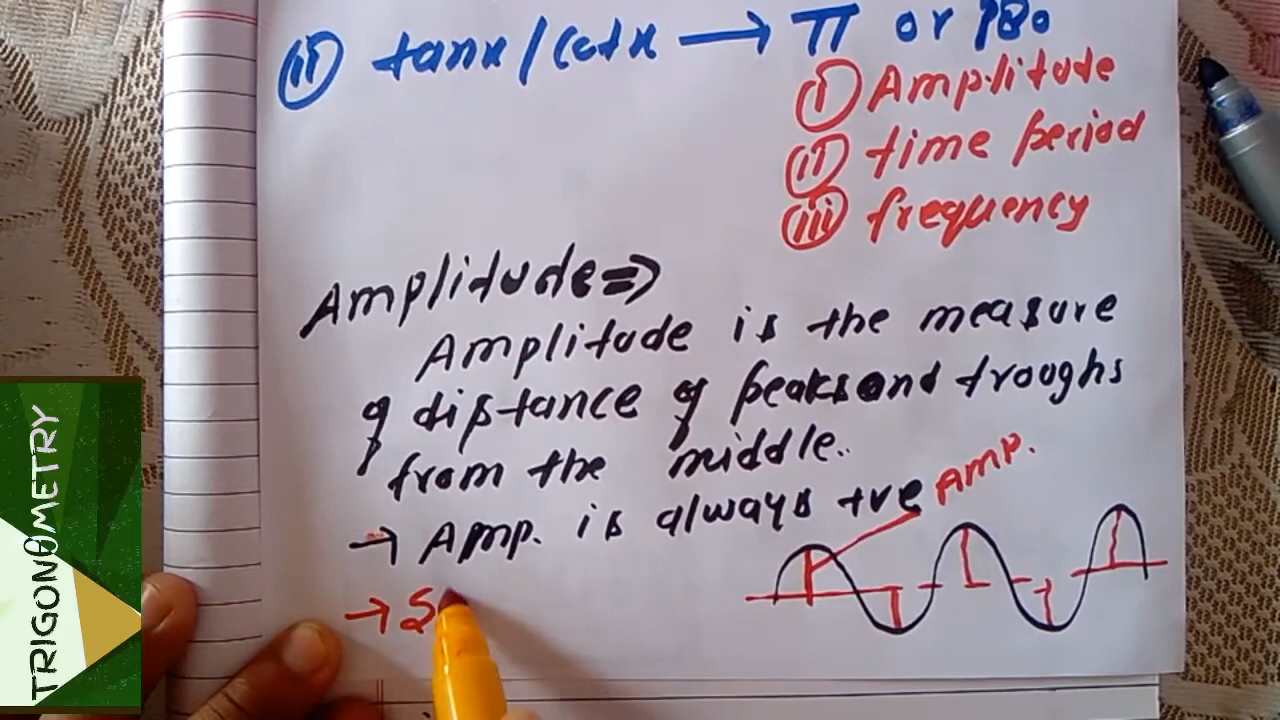 (ii) tanx/cotx → π or 180
(i) Amplitude
(ii) time period
(iii) frequency
Amplitude ⇒
Amplitude is the measure
of distance of peaks and troughs
from the middle..
→ Amp. is always +ve
AMP.
→ S
TRIGONOMETRY